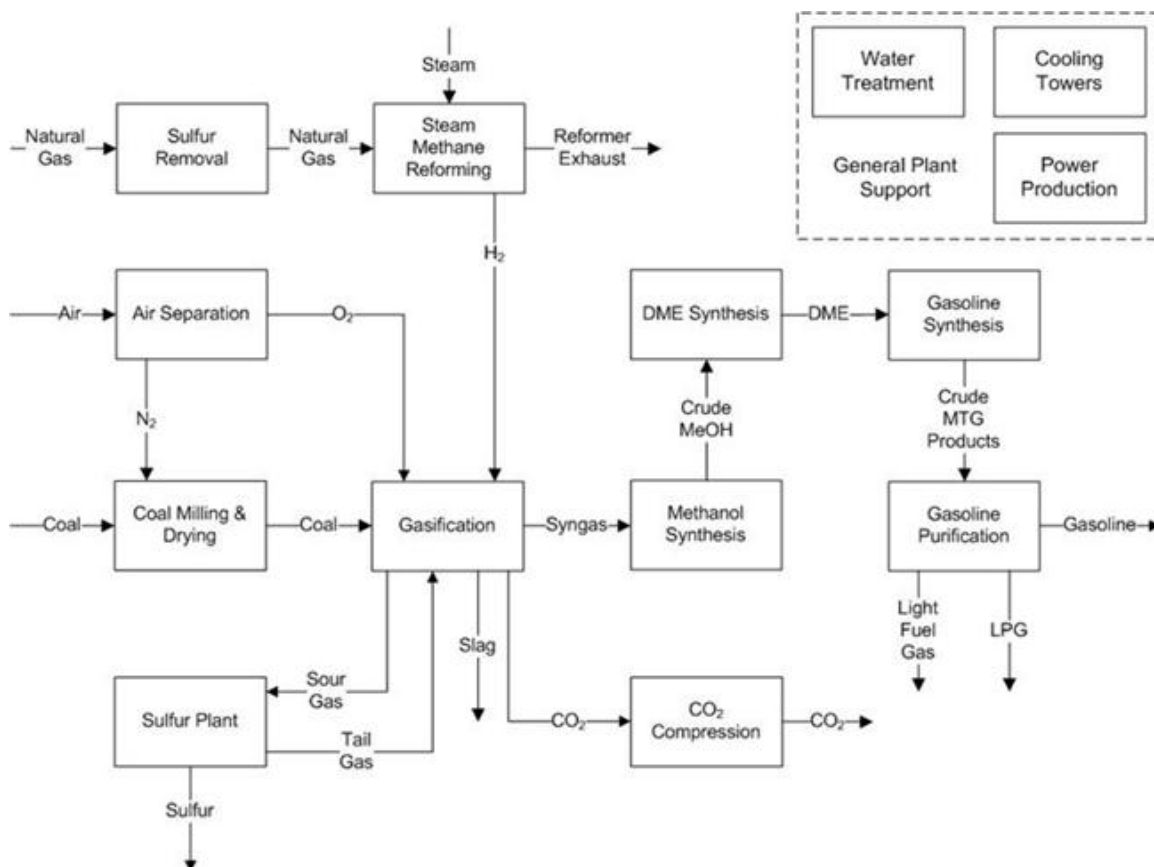 Steam
Water
Treatment
Cooling
Towers
Natural
Gas
Sulfur
Removal
Natural
Gas
Steam
Methane
Reforming
Reformer
Exhaust
General Plant
Support
Power
Production
H₂
Air
Air Separation
O₂
DME Synthesis
DME
Gasoline
Synthesis
N₂
Crude
MeOH
Crude
MTG
Products
Coal
Coal Milling &
Drying
Coal
Gasification
Syngas
Methanol
Synthesis
Gasoline
Purification
Gasoline
Slag
Light
Fuel
Gas
LPG
Sour
Gas
Sulfur Plant
Tail
Gas
CO₂
CO₂
Compression
CO₂
Sulfur